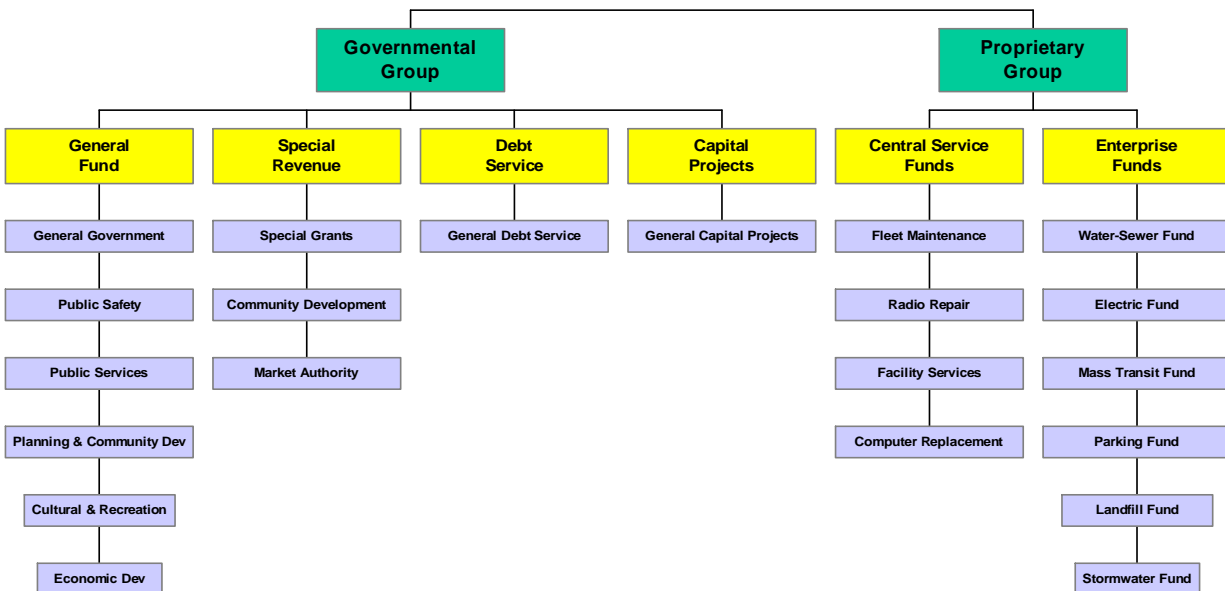 Governmental
Group
Proprietary
Group
General
Fund
Special
Revenue
Debt
Service
Capital
Projects
Central Service
Funds
Enterprise
Funds
General Government
Special Grants
General Debt Service
General Capital Projects
Fleet Maintenance
Water-Sewer Fund
Public Safety
Community Development
Radio Repair
Electric Fund
Public Services
Market Authority
Facility Services
Mass Transit Fund
Planning & Community Dev
Computer Replacement
Parking Fund
Cultural & Recreation
Landfill Fund
Economic Dev
Stormwater Fund